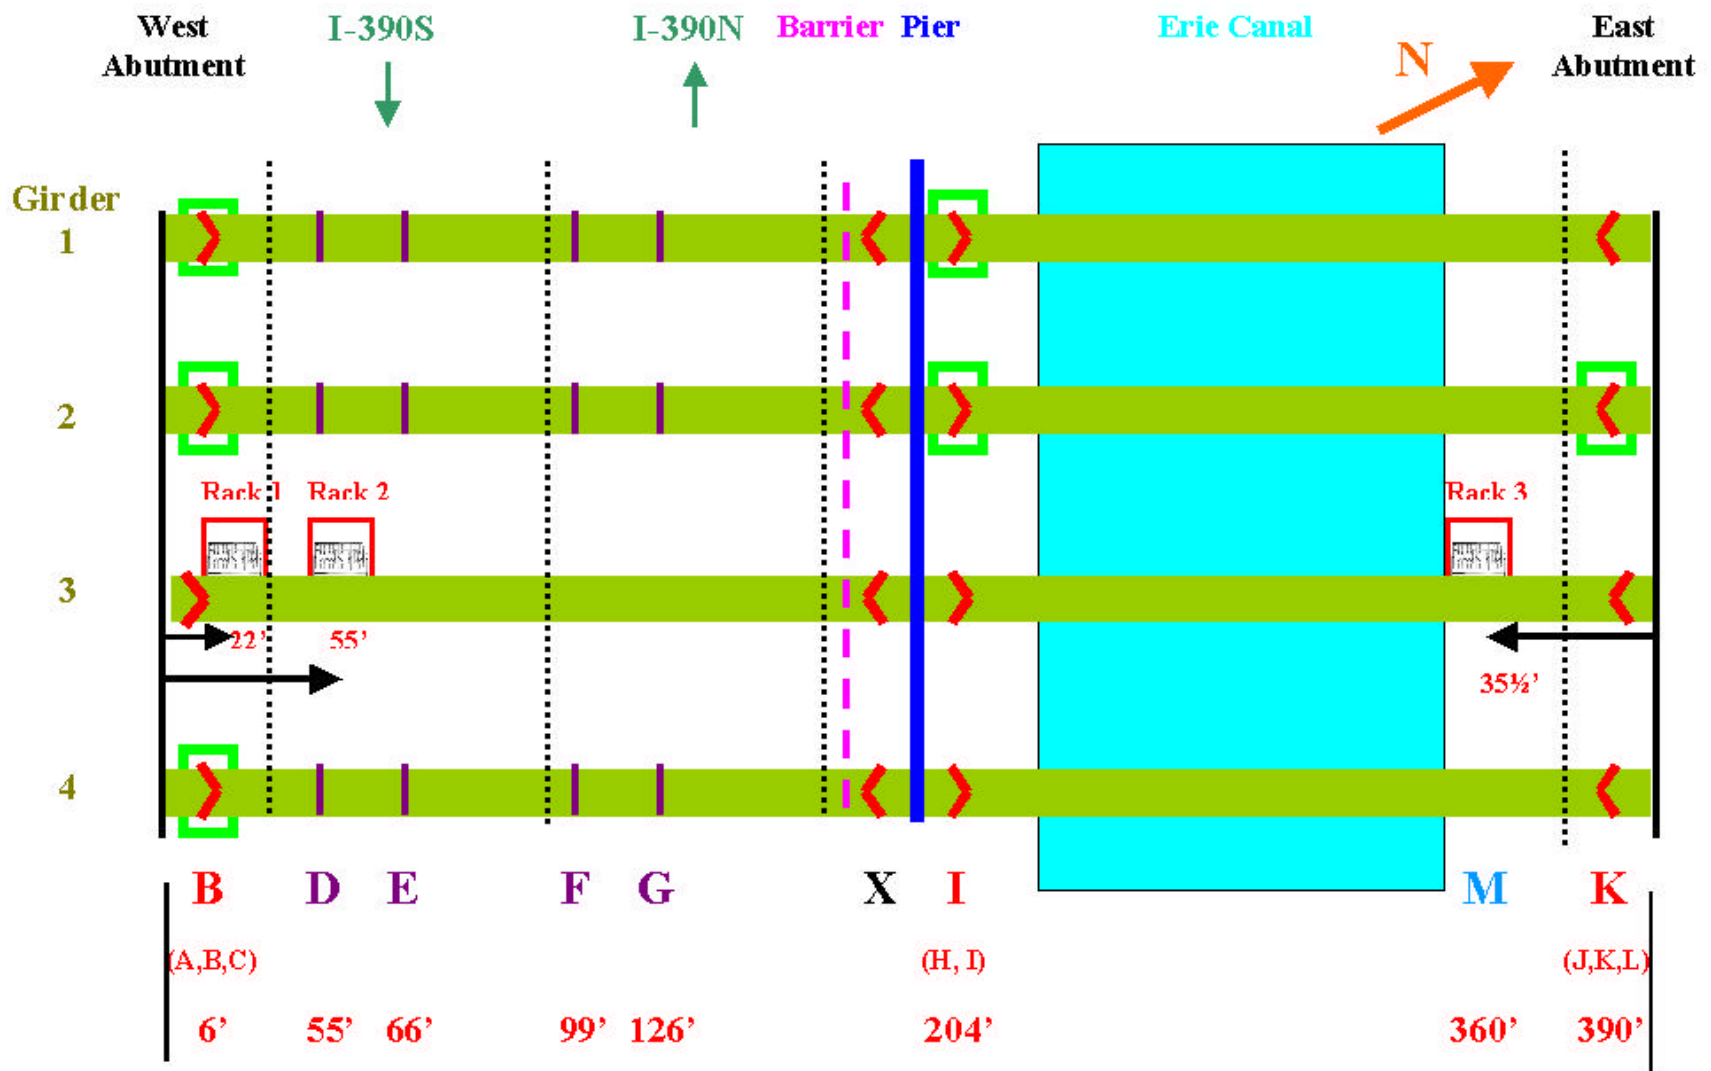 West Abutment
I-390S
I-390N
Barrier
Pier
Erie Canal
N
East Abutment
Girder
1
2
Rack 1
Rack 2
Rack 3
3
22’
55’
35½’
4
B
D
E
F
G
X
I
M
K
(A,B,C)
(H, I)
(J,K,L)
6’
55’
66’
99’
126’
204’
360’
390’